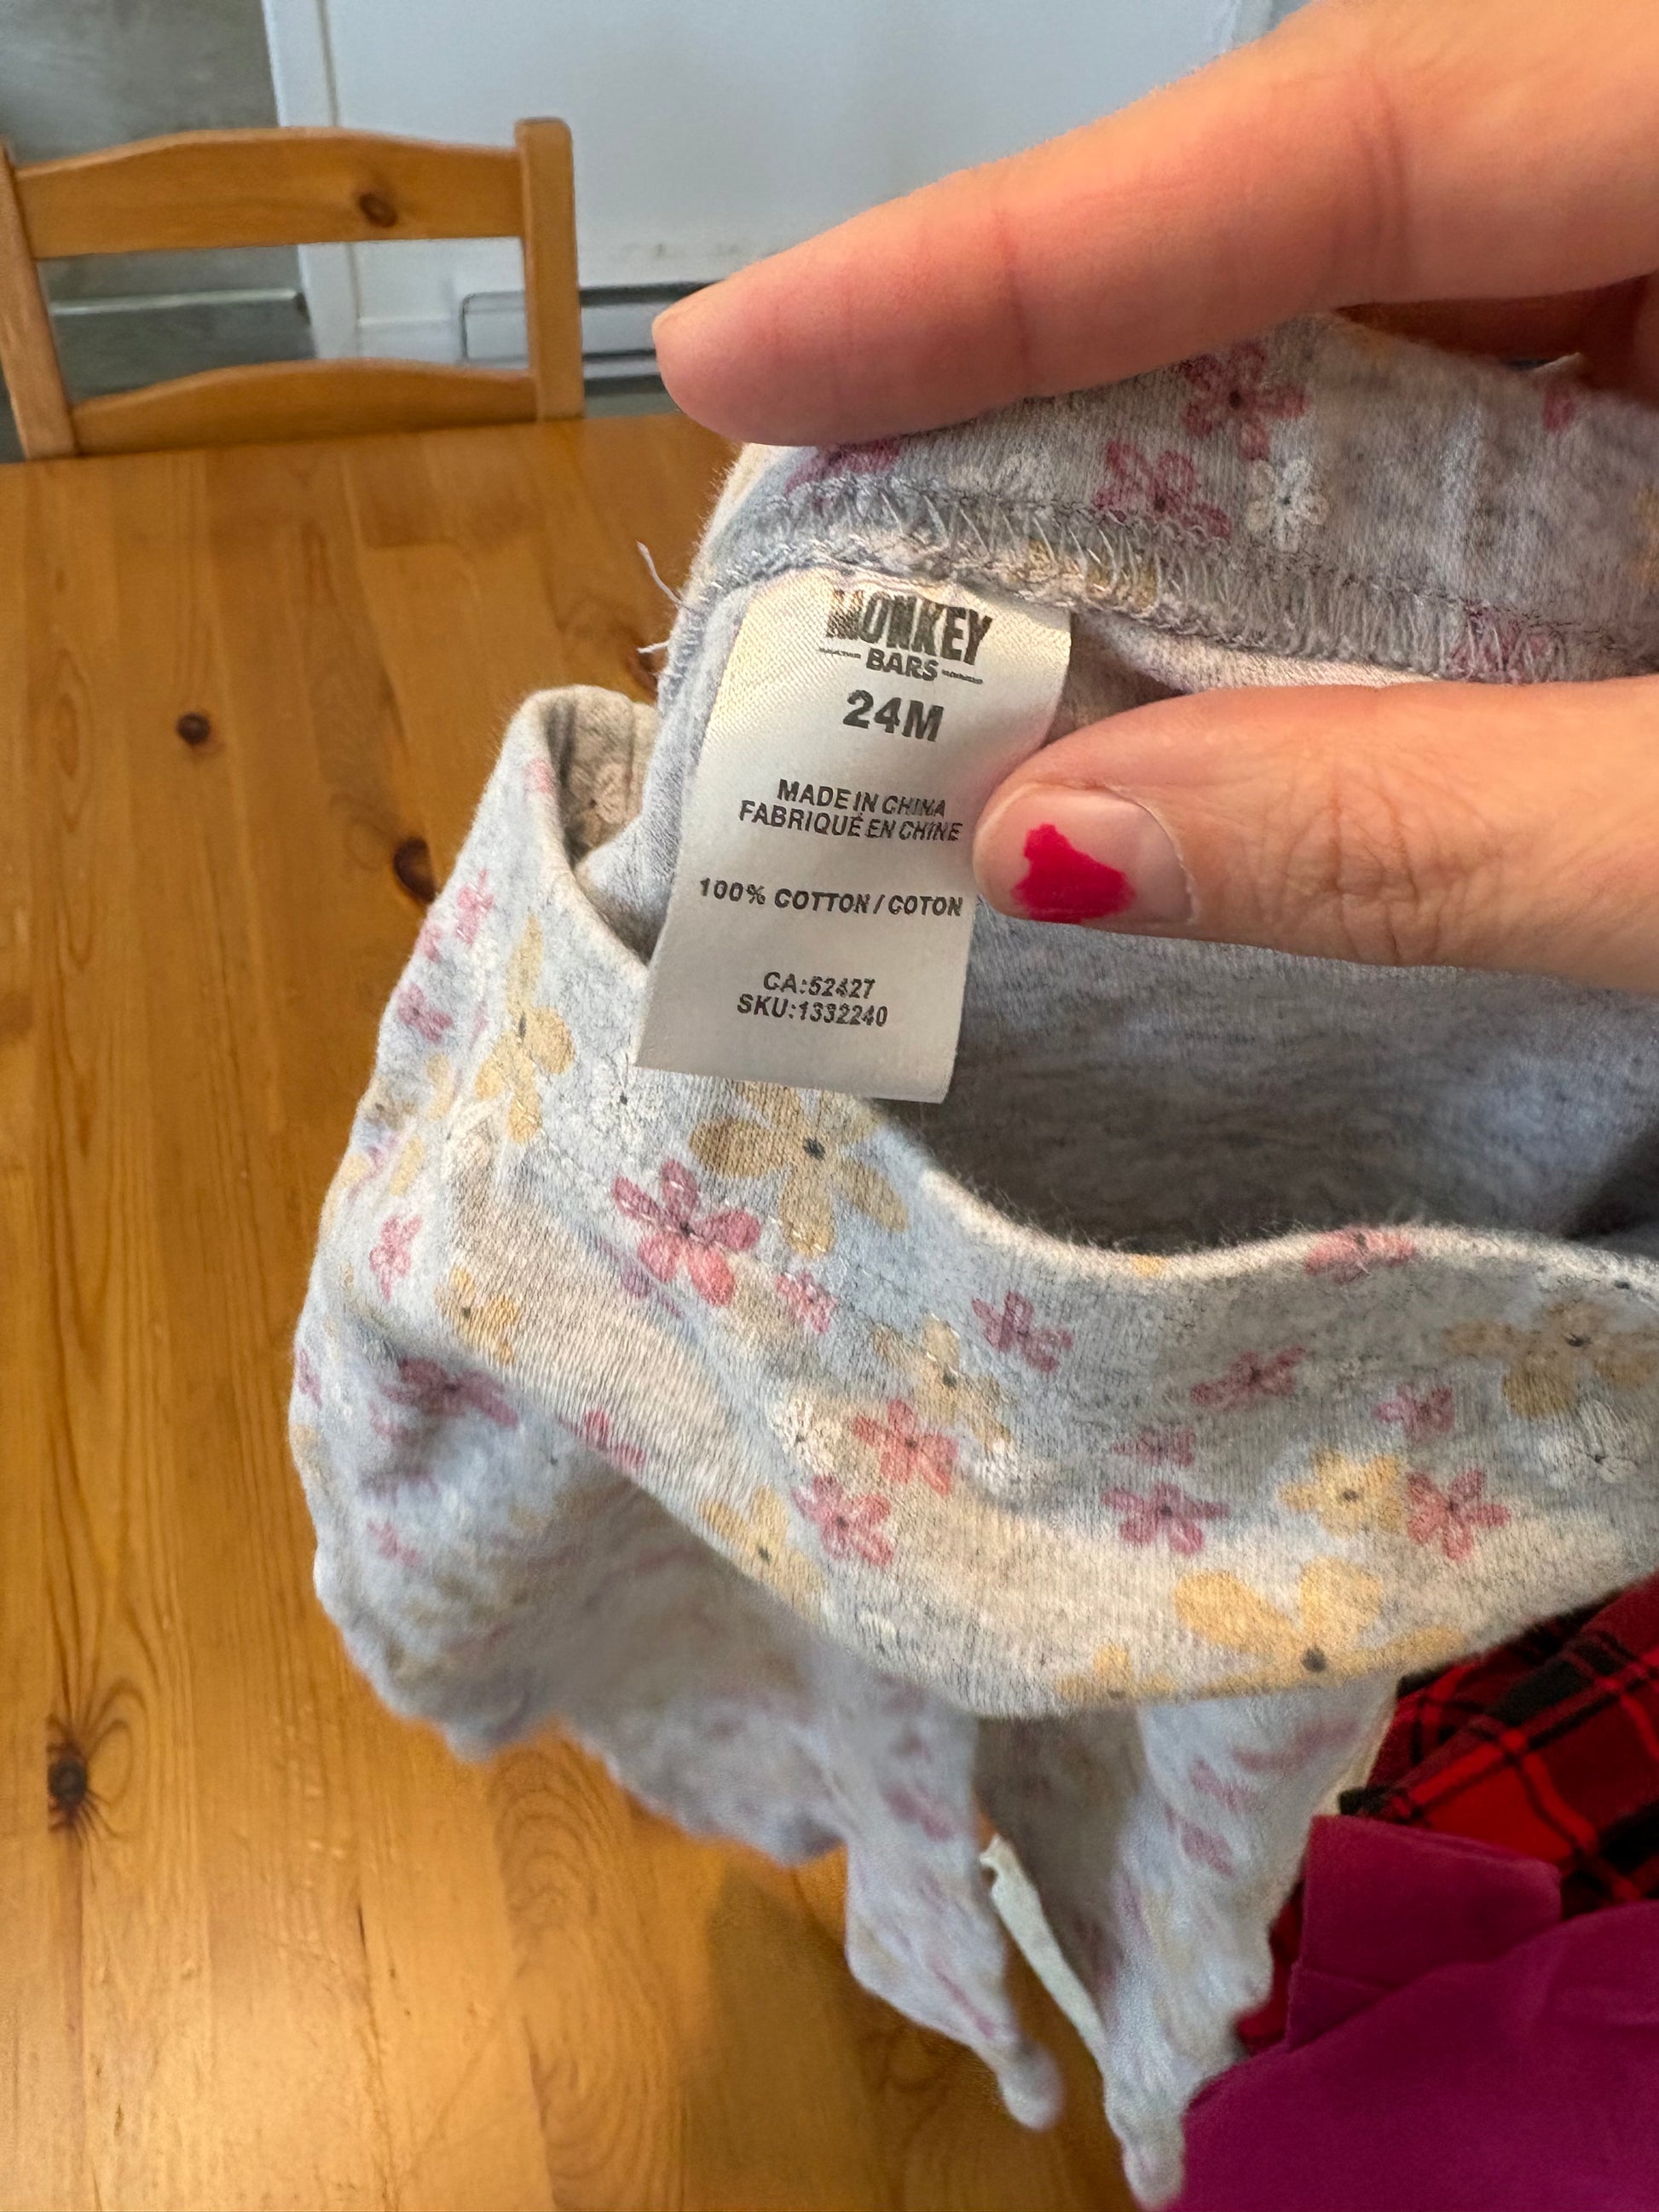 MONKEY
BARS
24M
MADE IN CHINA
FABRIQUÉ EN CHINE
100% COTTON / COTON
CA:52427
SKU:1332240